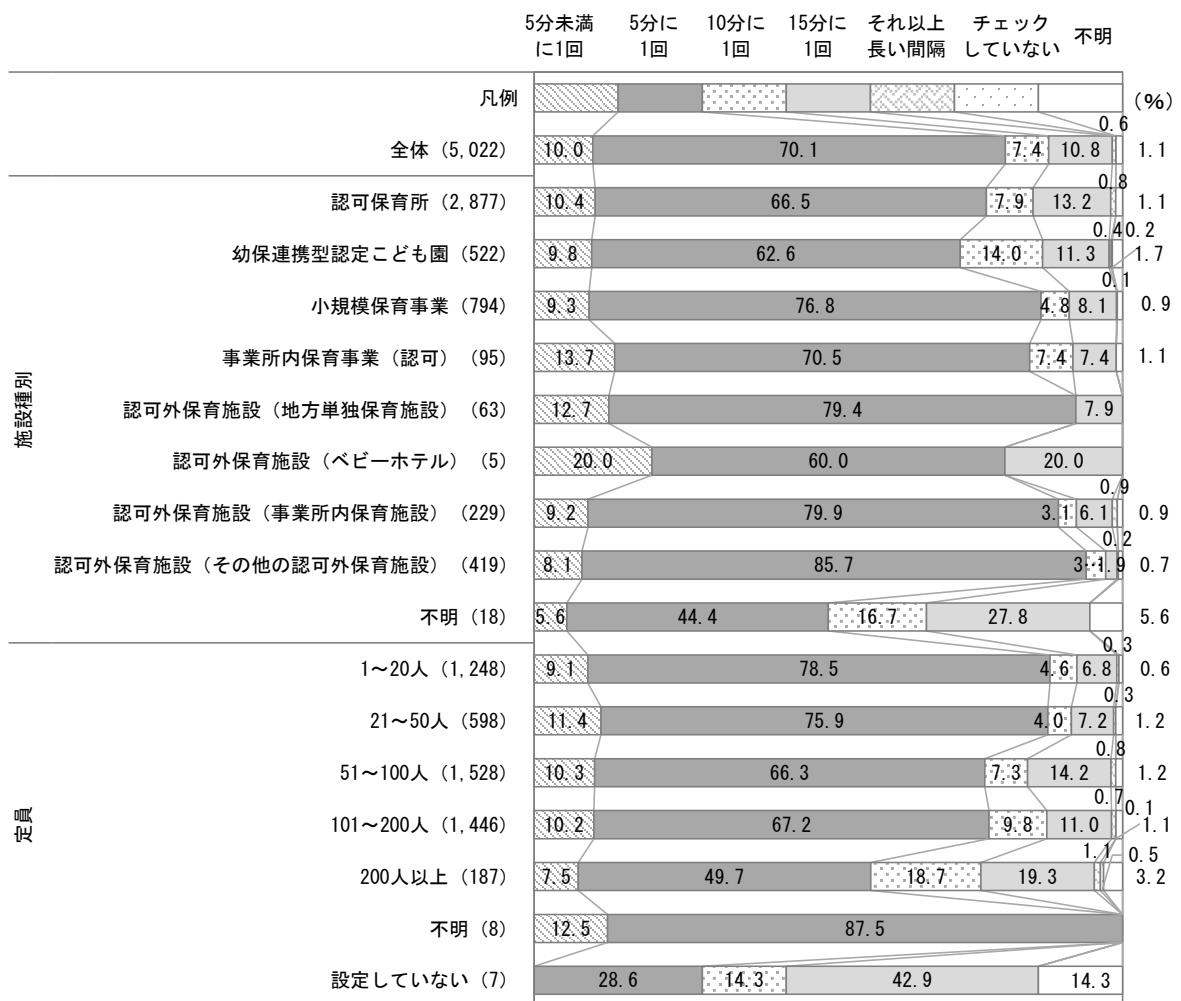 5分未満 5分に 10分に 15分に それ以上 チェック 不明
に1回 1回 1回 1回 長い間隔 していない
凡例
(%)
0.6
全体 (5,022) 10.0 70.1 7.4 10.8 1.1
施設種別
0.8
認可保育所 (2,877) 10.4 66.5 7.9 13.2 1.1
0.4 0.2
幼保連携型認定こども園 (522) 9.8 62.6 14.0 11.3 1.7
0.1
小規模保育事業 (794) 9.3 76.8 4.8 8.1 0.9
事業所内保育事業（認可） (95) 13.7 70.5 7.4 7.4 1.1
認可外保育施設（地方単独保育施設） (63) 12.7 79.4 7.9
認可外保育施設（ベビーホテル） (5) 20.0 60.0 20.0
0.9
認可外保育施設（事業所内保育施設） (229) 9.2 79.9 3.1 6.1 0.9
0.2
認可外保育施設（その他の認可外保育施設） (419) 8.1 85.7 1.9 0.7
不明 (18) 5.6 44.4 16.7 27.8 5.6
定員
0.3
1～20人 (1,248) 9.1 78.5 4.6 6.8 0.6
0.3
21～50人 (598) 11.4 75.9 4.0 7.2 1.2
0.8
51～100人 (1,528) 10.3 66.3 7.3 14.2 1.2
0.7 0.1
101～200人 (1,446) 10.2 67.2 9.8 11.0 1.1
1.1 0.5
200人以上 (187) 7.5 49.7 18.7 19.3 3.2
不明 (8) 12.5 87.5
設定していない (7) 28.6 14.3 42.9 14.3